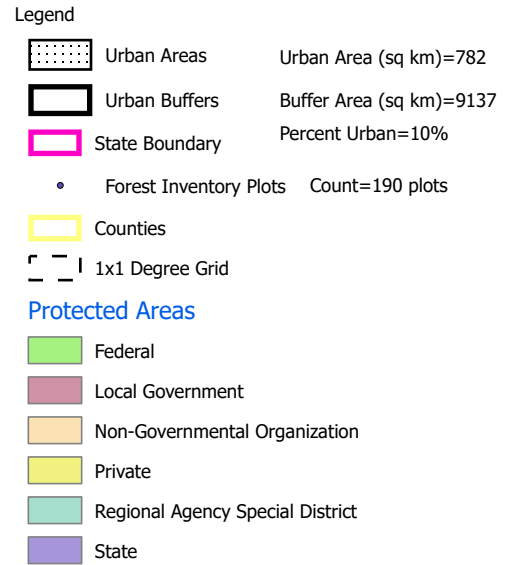 Legend
Urban Areas Urban Area (sq km)=782
Urban Buffers Buffer Area (sq km)=9137
State Boundary Percent Urban=10%
Forest Inventory Plots Count=190 plots
Counties
1x1 Degree Grid
Protected Areas
Federal
Local Government
Non-Governmental Organization
Private
Regional Agency Special District
State